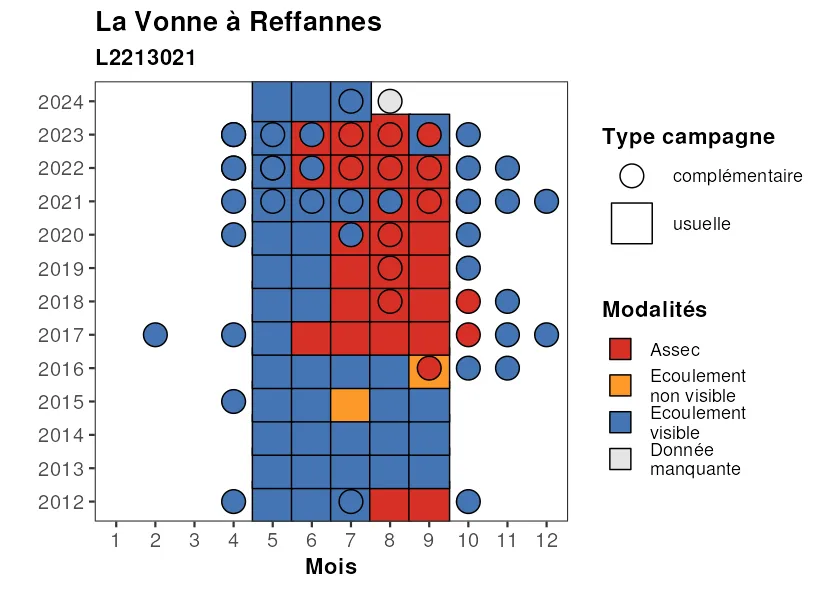 La Vonne à Reffannes
L2213021
2024
2023
2022
2021
2020
2019
2018
2017
2016
2015
2014
2013
2012
1 2 3 4 5 6 7 8 9 10 11 12
Mois
Type campagne
complémentaire
usuelle
Modalités
Assec
Ecoulement
non visible
Ecoulement
visible
Donnée
manquante